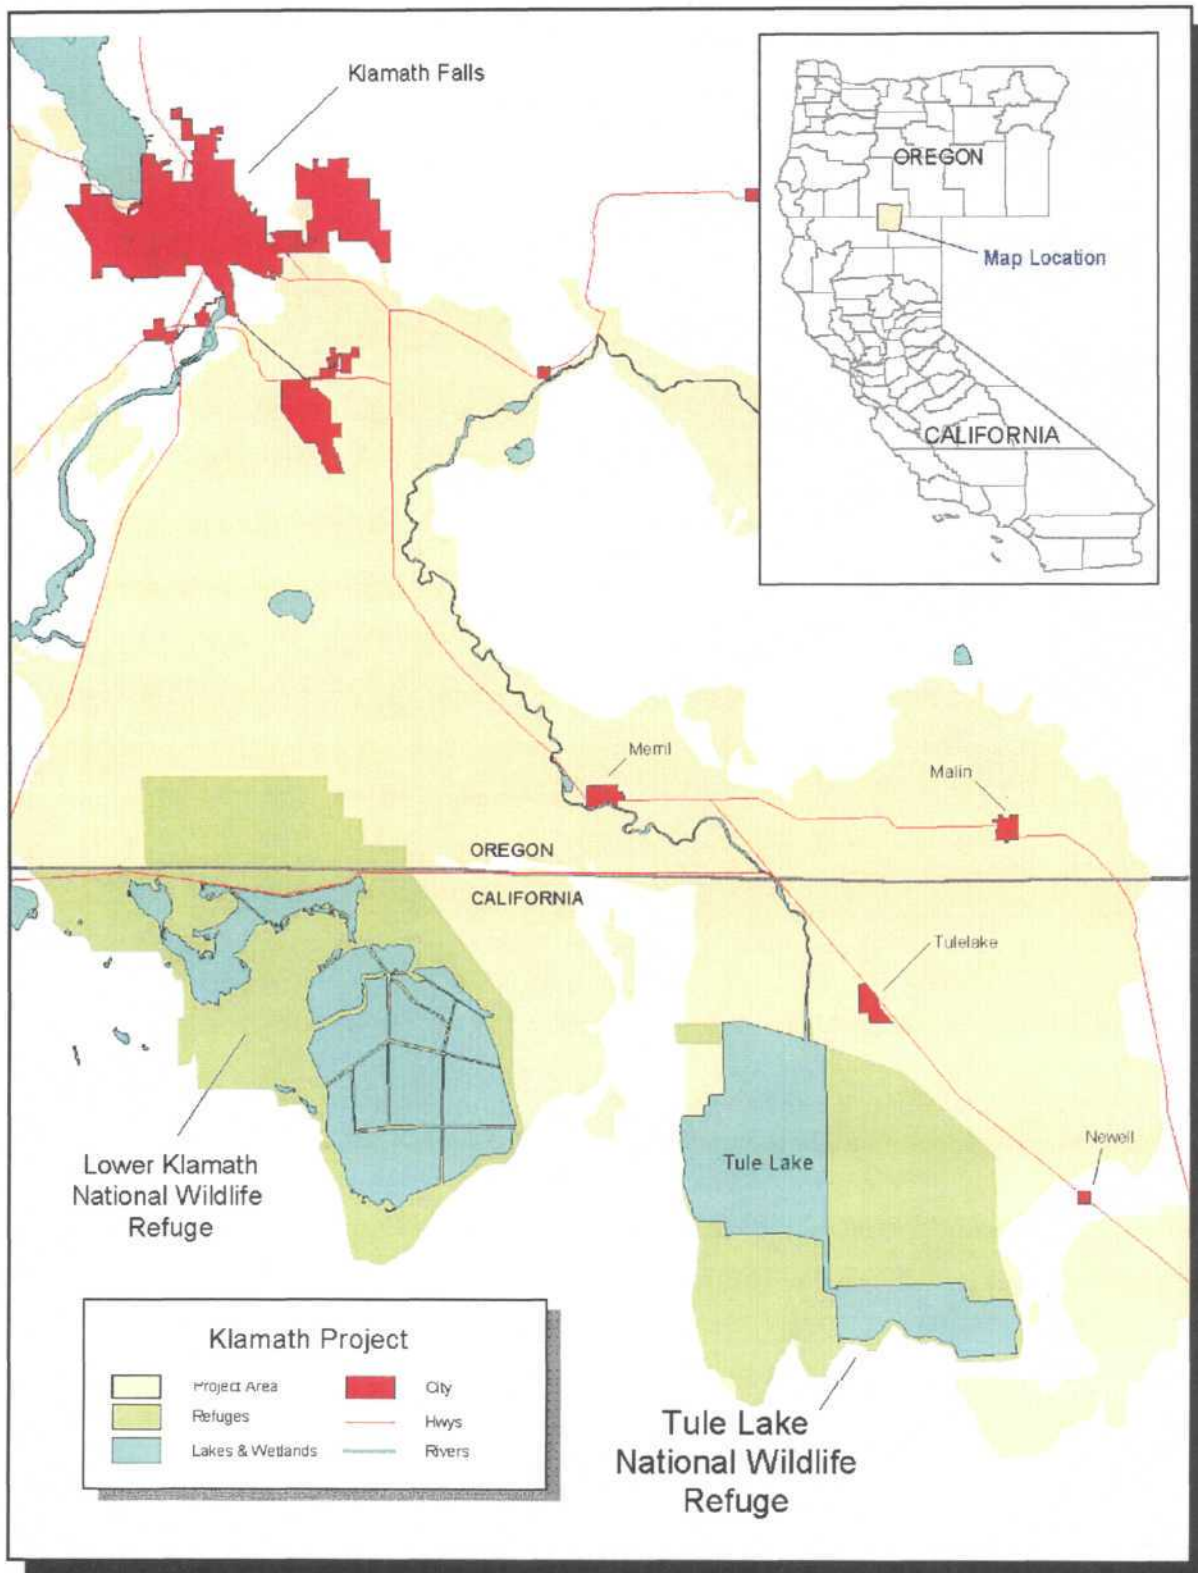 Klamath Falls
OREGON
Map Location
CALIFORNIA
Merril
Malin
OREGON
CALIFORNIA
Tulelake
Newell
Lower Klamath
National Wildlife
Refuge
Tule Lake
Klamath Project
Project Area
City
Refuges
Hwys
Lakes & Wetlands
Rivers
Tule Lake
National Wildlife
Refuge